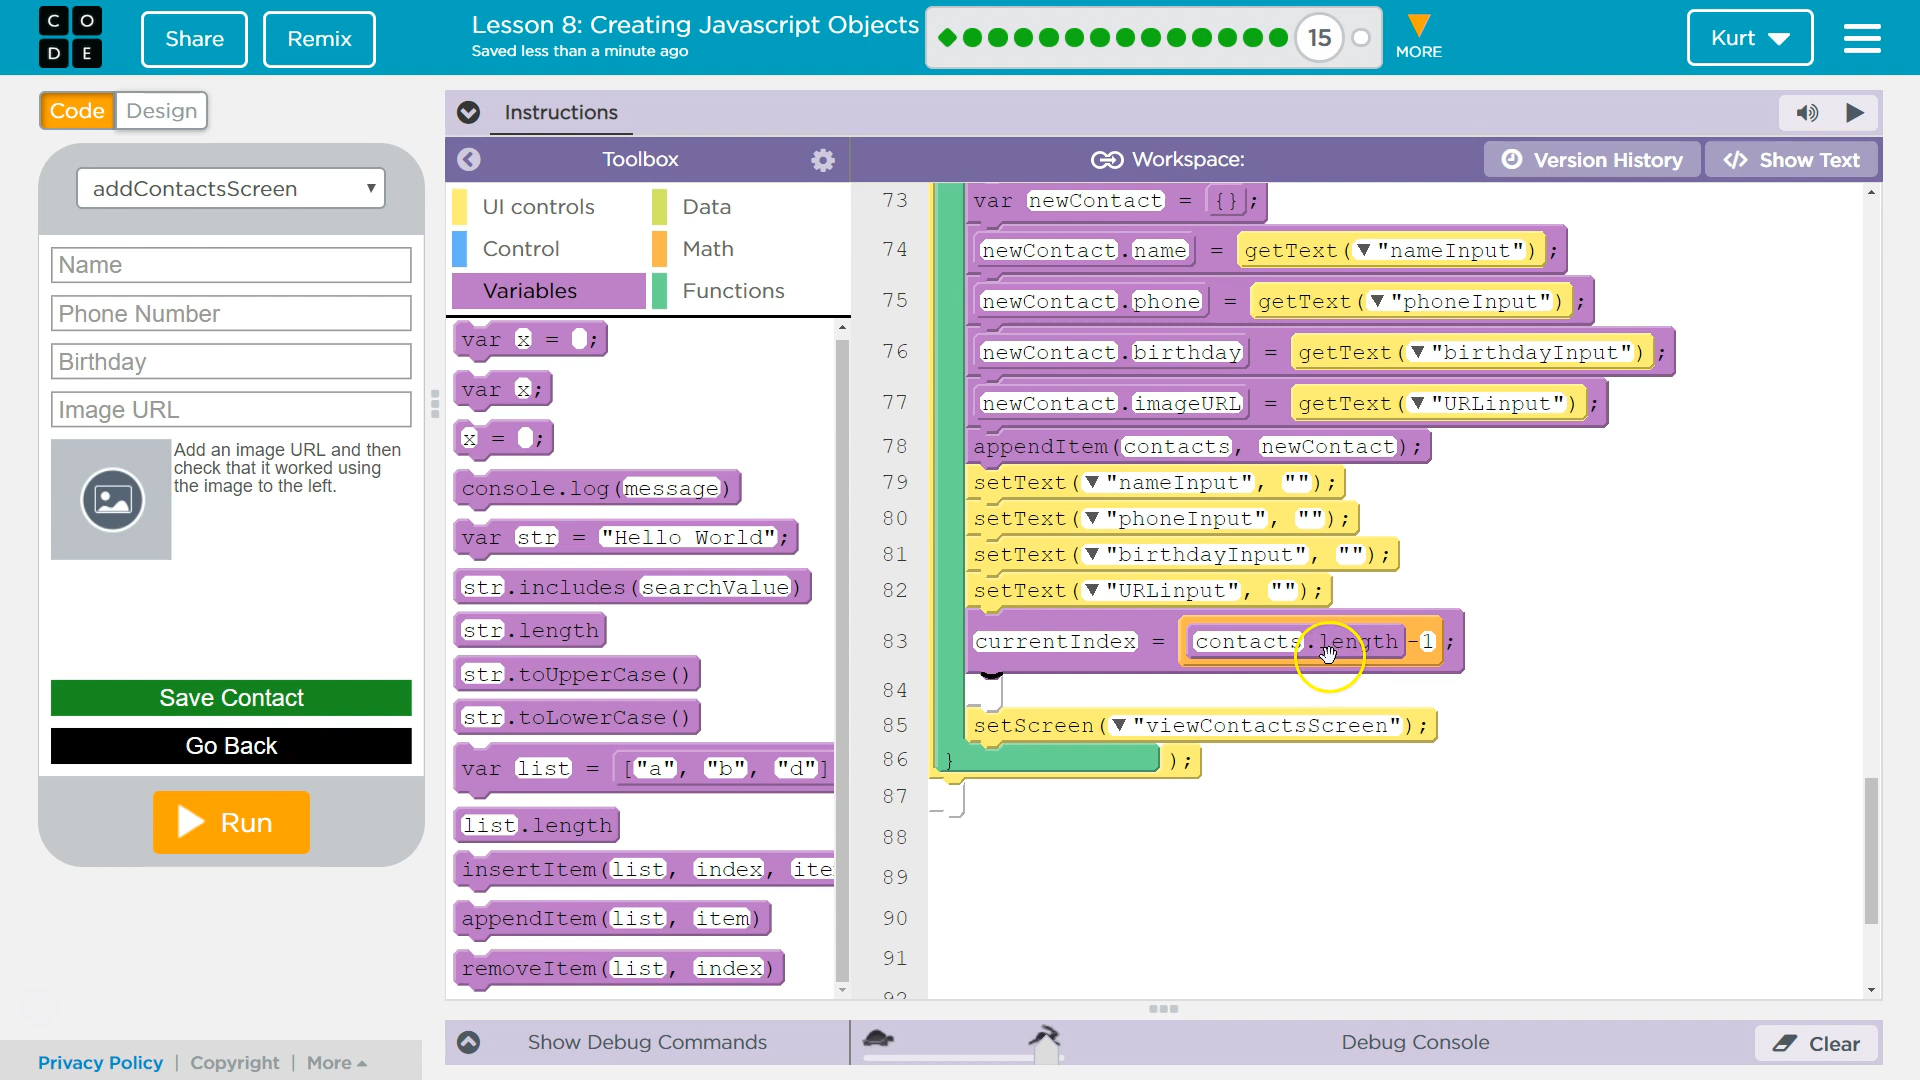 C O
D E
Share
Remix
Lesson 8: Creating Javascript Objects
Saved less than a minute ago
15
MORE
Kurt
Code
Design
Instructions
Toolbox
Workspace:
Version History
</> Show Text
addContactsScreen
Name
Phone Number
Birthday
Image URL
Add an image URL and then
check that it worked using
the image to the left.
Save Contact
Go Back
Run
UI controls
Data
Control
Math
Variables
Functions
var x = ;
var x;
x = ;
console.log(message)
var str = "Hello World";
str.includes(searchValue)
str.length
str.toUpperCase()
str.toLowerCase()
var list = ["a", "b", "d"]
list.length
insertItem(list, index, ite
appendItem(list, item)
removeItem(list, index)
73 var newContact = {};
74 newContact.name = getText("nameInput");
75 newContact.phone = getText("phoneInput");
76 newContact.birthday = getText("birthdayInput");
77 newContact.imageURL = getText("URLinput");
78 appendItem(contacts, newContact);
79 setText("nameInput", "");
80 setText("phoneInput", "");
81 setText("birthdayInput", "");
82 setText("URLinput", "");
83 currentIndex = contacts.length-1;
84
85 setScreen("viewContactsScreen");
86 } );
87
88
89
90
91
92
Show Debug Commands
Debug Console
Clear
Privacy Policy | Copyright | More